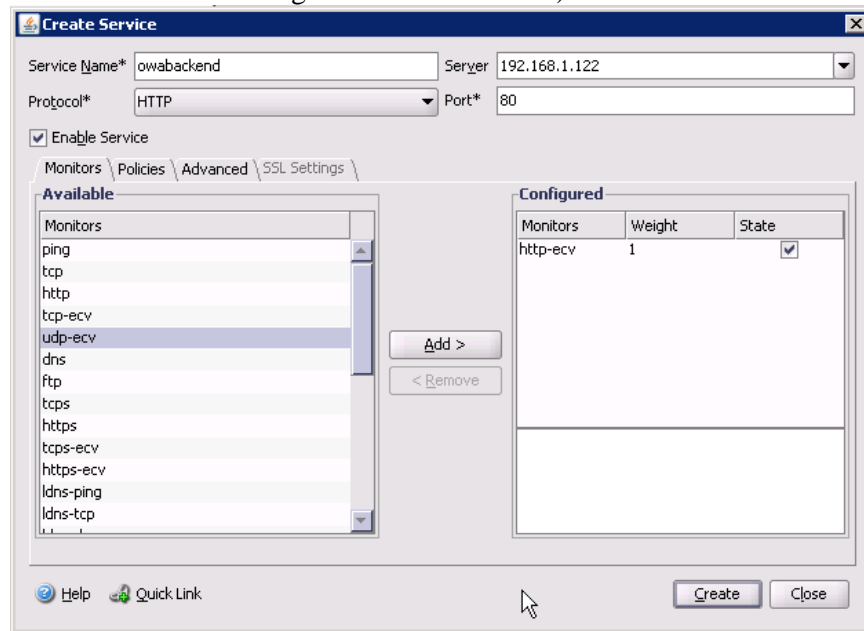 Create Service
Service Name* owabackend Server 192.168.1.122
Protocol* HTTP Port* 80
Enable Service
Monitors Policies Advanced SSL Settings
Available
Monitors
ping
tcp
http
tcp-ecv
udp-ecv
dns
ftp
tcps
https
tcps-ecv
https-ecv
ldns-ping
ldns-tcp
Add >
< Remove
Configured
Monitors Weight State
http-ecv 1
Help Quick Link Create Close